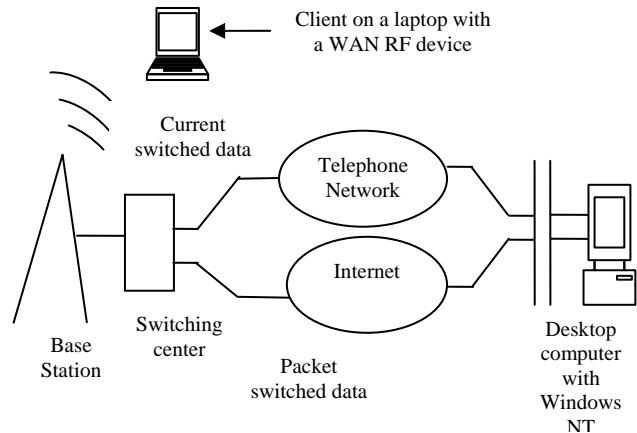 Client on a laptop with
a WAN RF device
Current
switched data
Telephone
Network
Internet
Switching
center
Base
Station
Packet
switched data
Desktop
computer
with
Windows
NT